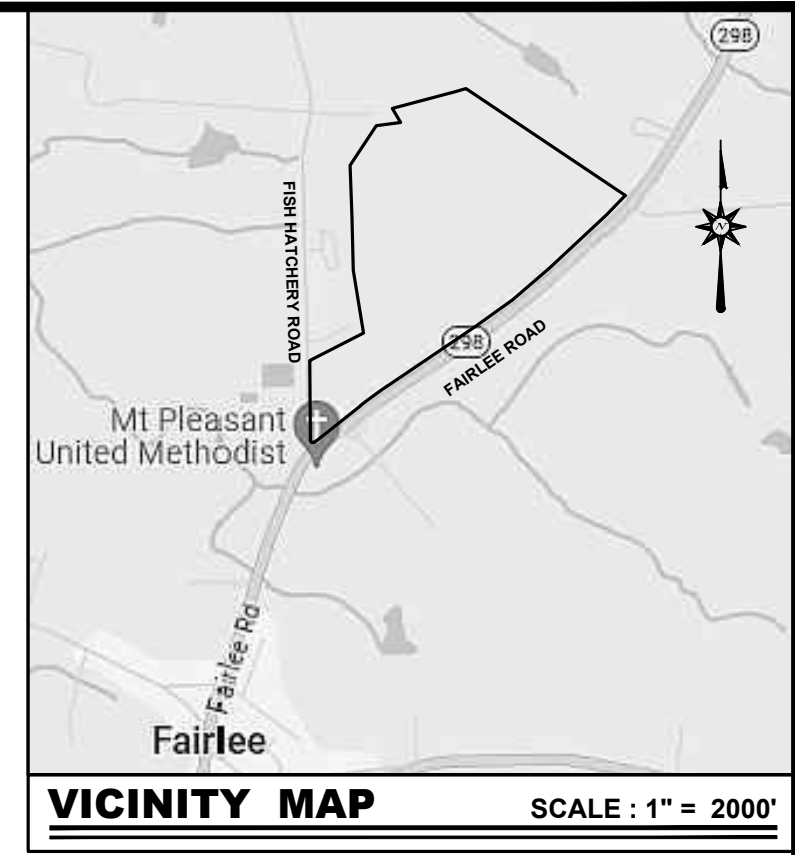 298
FISH HATCHERY ROAD
N
298
FAIRLEE ROAD
Mt Pleasant
United Methodist
Fairlee Rd
Fairlee
VICINITY MAP
SCALE : 1" = 2000'